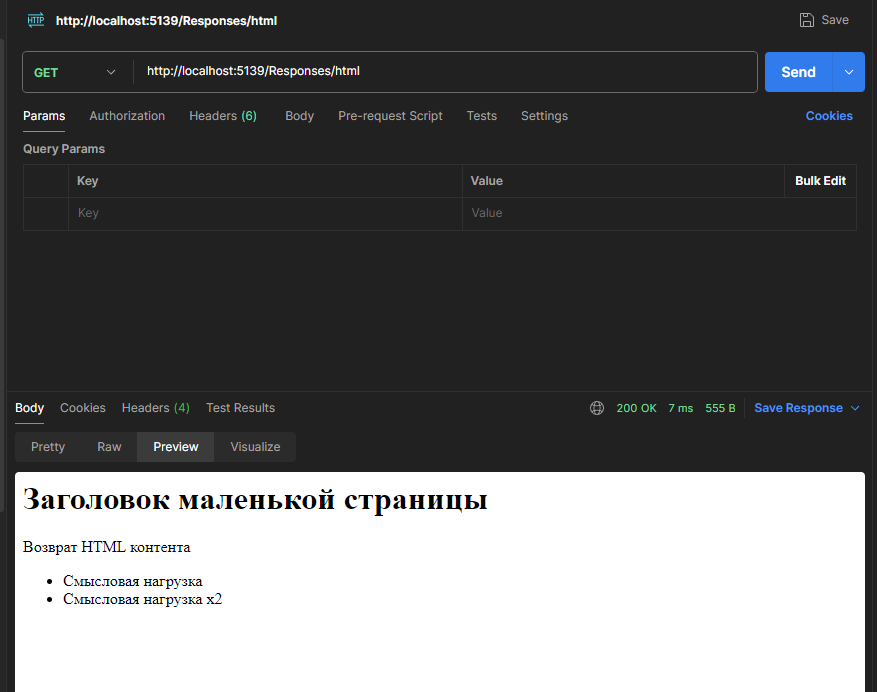 HTTP http://localhost:5139/Responses/html Save
GET http://localhost:5139/Responses/html Send
Params Authorization Headers (6) Body Pre-request Script Tests Settings Cookies
Query Params
Key Value Bulk Edit
Key Value
Body Cookies Headers (4) Test Results 200 OK 7 ms 555 B Save Response
Pretty Raw Preview Visualize
Заголовок маленькой страницы
Возврат HTML контента
Смысловая нагрузка
Смысловая нагрузка x2